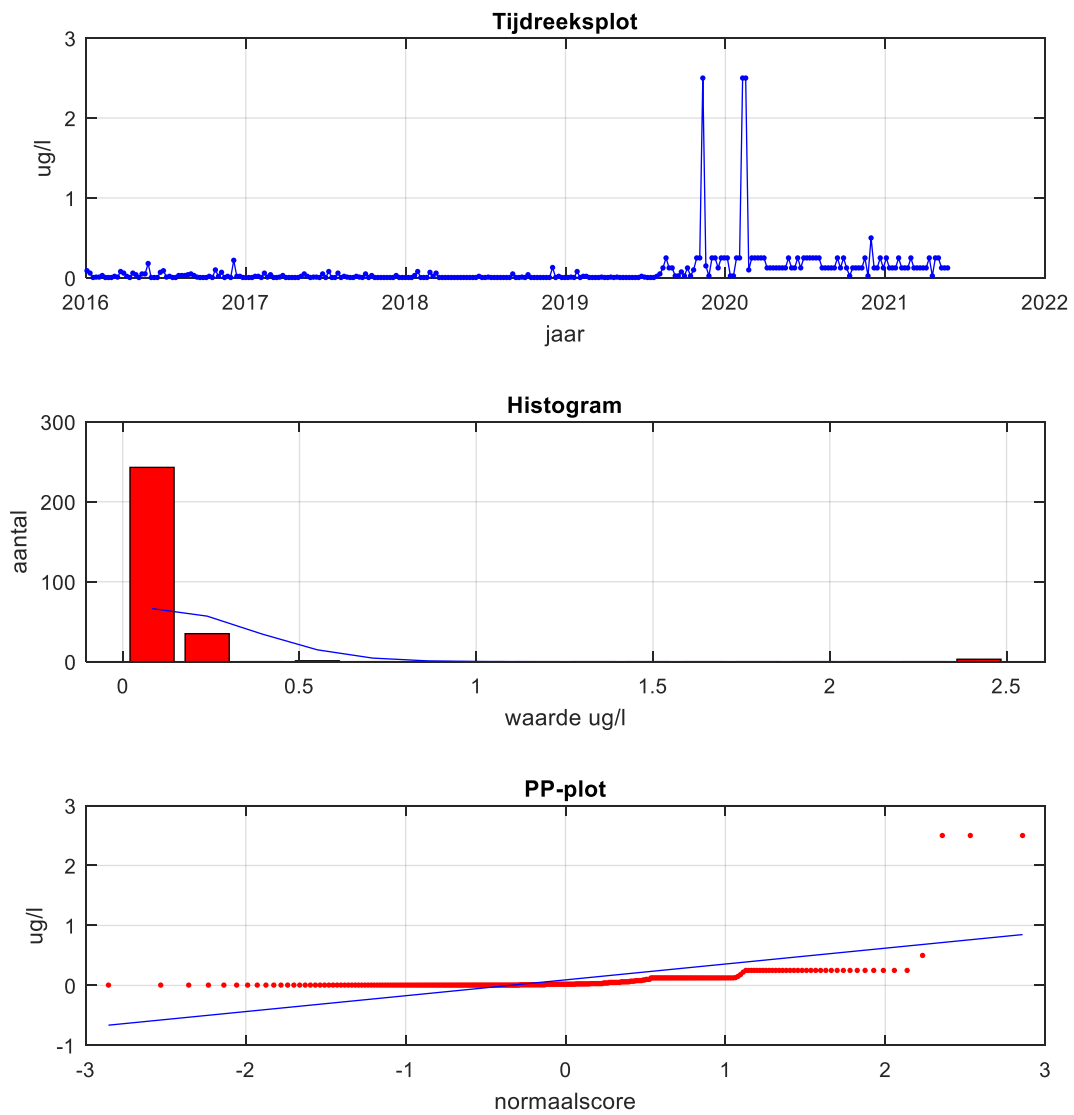 Tijdreeksplot
3
2
1
0
ug/l
2016 2017 2018 2019 2020 2021 2022
jaar
Histogram
300
200
100
0
aantal
0 0.5 1 1.5 2 2.5
waarde ug/l
PP-plot
3
2
1
0
-1
ug/l
-3 -2 -1 0 1 2 3
normaalscore